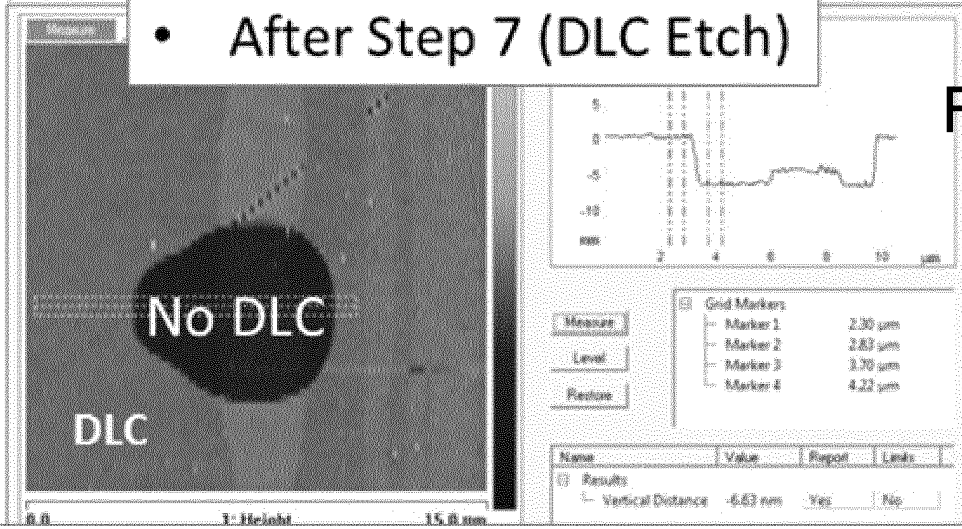 • After Step 7 (DLC Etch)
Measure
F
5
0
-5
-10
2 4 6 8 10 µm
No DLC
DLC
Measure
Level
Restore
Grid Markers
Marker 1 2.30 µm
Marker 2 2.83 µm
Marker 3 3.70 µm
Marker 4 4.22 µm
Name Value Report Limits
Results
Vertical Distance -6.63 nm Yes No
0.0 1: Height 15.0 µm